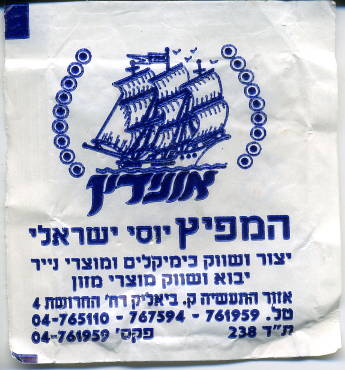 אונידין
המפיץ יוסי ישראלי
יצור ושווק כימיקלים ומוצרי נייר
יבוא ושווק מוצרי מזון
אזור התעשיה ק. ביאליק רח' החרושת 4
טל. 761959 - 767594 - 04-765110
ת"ד 238 פקס' 04-761959